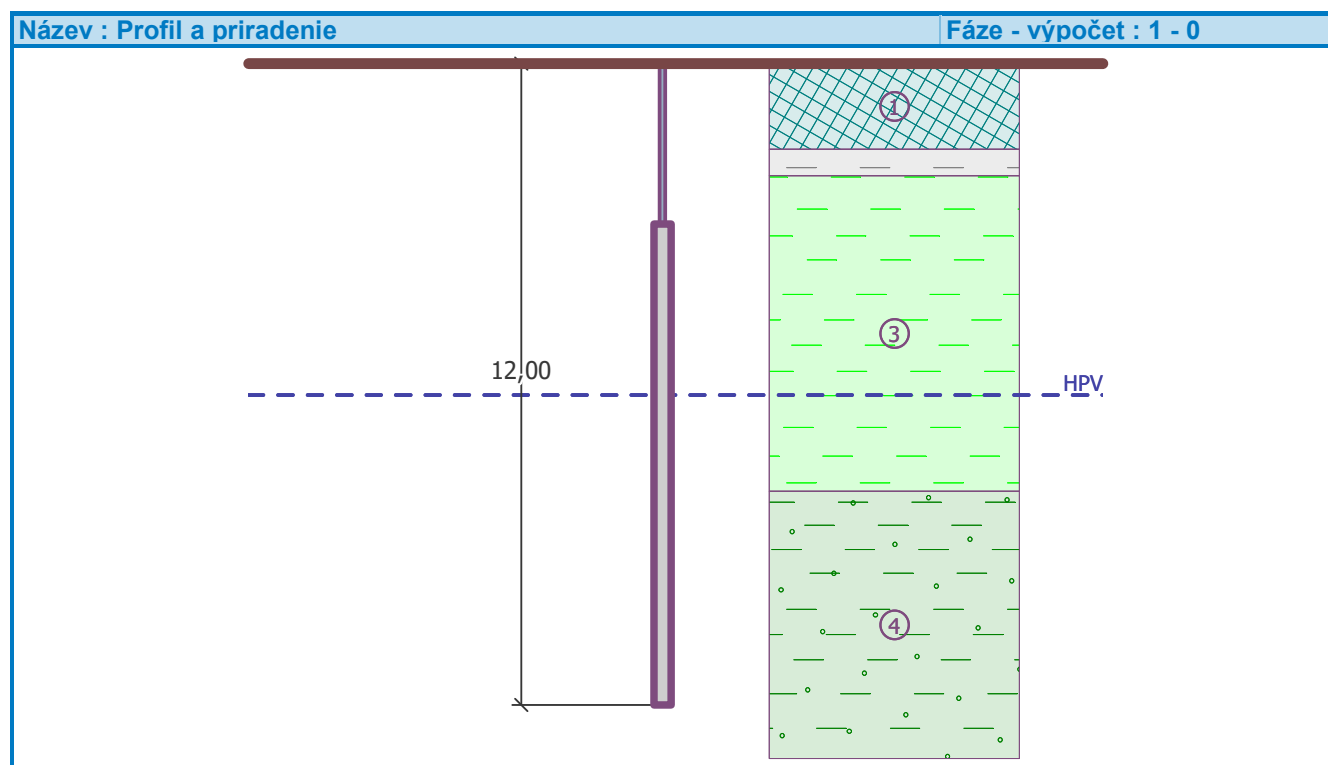 Název : Profil a priradenie
Fáze - výpočet : 1 - 0
1
3
12,00
HPV
4